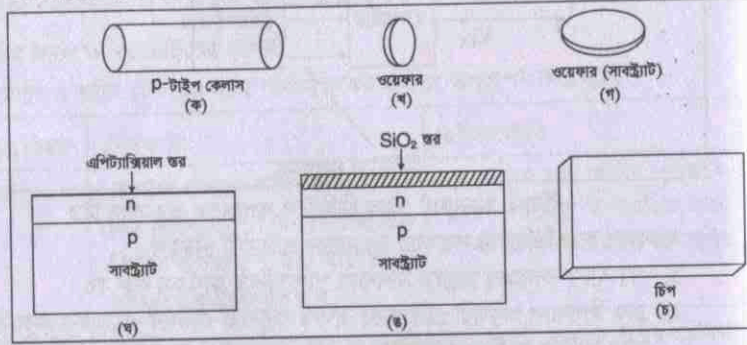 p-টাইপ কেলাস
(ক)
ওয়েফার
(খ)
ওয়েফার (সাবস্ট্র্যাট)
(গ)
এপিট্যাক্সিয়াল স্তর
n
p
সাবস্ট্র্যাট
(ঘ)
SiO₂ স্তর
n
p
সাবস্ট্র্যাট
(ঙ)
চিপ
(চ)